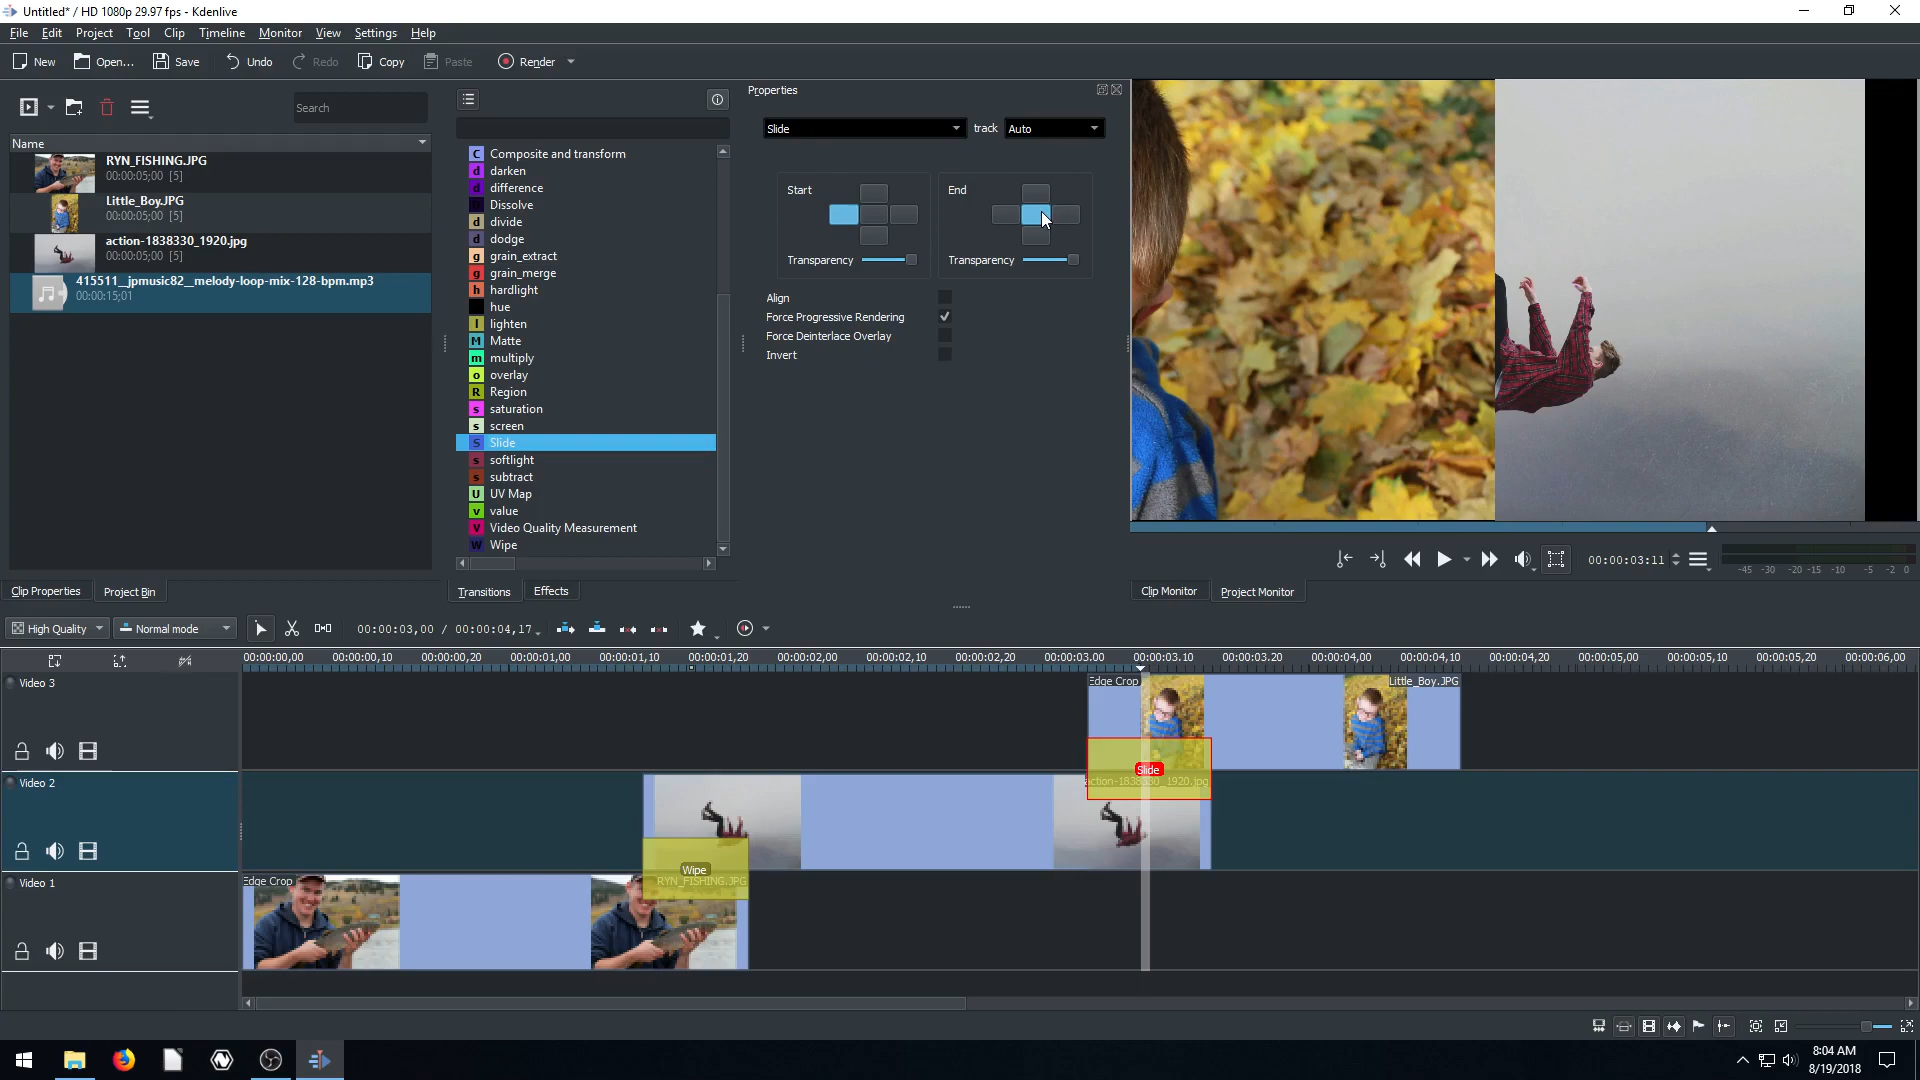 Untitled* / HD 1080p 29.97 fps - Kdenlive
File Edit Project Tool Clip Timeline Monitor View Settings Help
New Open... Save Undo Redo Copy Paste Render
Search
Name
RYN_FISHING.JPG
00:00:05;00 [5]
Little_Boy.JPG
00:00:05;00 [5]
action-1838330_1920.jpg
00:00:05;00 [5]
415511__jpmusic82__melody-loop-mix-128-bpm.mp3
00:00:15;01
Clip Properties Project Bin
C Composite and transform
d darken
d difference
D Dissolve
d divide
d dodge
g grain_extract
g grain_merge
h hardlight
hue
l lighten
M Matte
m multiply
o overlay
R Region
s saturation
s screen
S Slide
s softlight
s subtract
U UV Map
v value
V Video Quality Measurement
W Wipe
Transitions Effects
Properties
Slide track Auto
Start End
Transparency Transparency
Align
Force Progressive Rendering
Force Deinterlace Overlay
Invert
00:00:03:11
-45 -30 -20 -15 -10 -5 -2 0
Clip Monitor Project Monitor
High Quality Normal mode 00:00:03,00 / 00:00:04,17
00:00:00,00 00:00:00,10 00:00:00,20 00:00:01,00 00:00:01,10 00:00:01,20 00:00:02,00 00:00:02,10 00:00:02,20 00:00:03.00 00:00:03.10 00:00:03.20 00:00:04,00 00:00:04,10 00:00:04,20 00:00:05,00 00:00:05,10 00:00:05,20 00:00:06,00
Video 3
Edge Crop Little_Boy.JPG
Slide
action-1838330_1920.jpg
Video 2
Wipe
RYN_FISHING.JPG
Video 1
Edge Crop
8:04 AM
8/19/2018